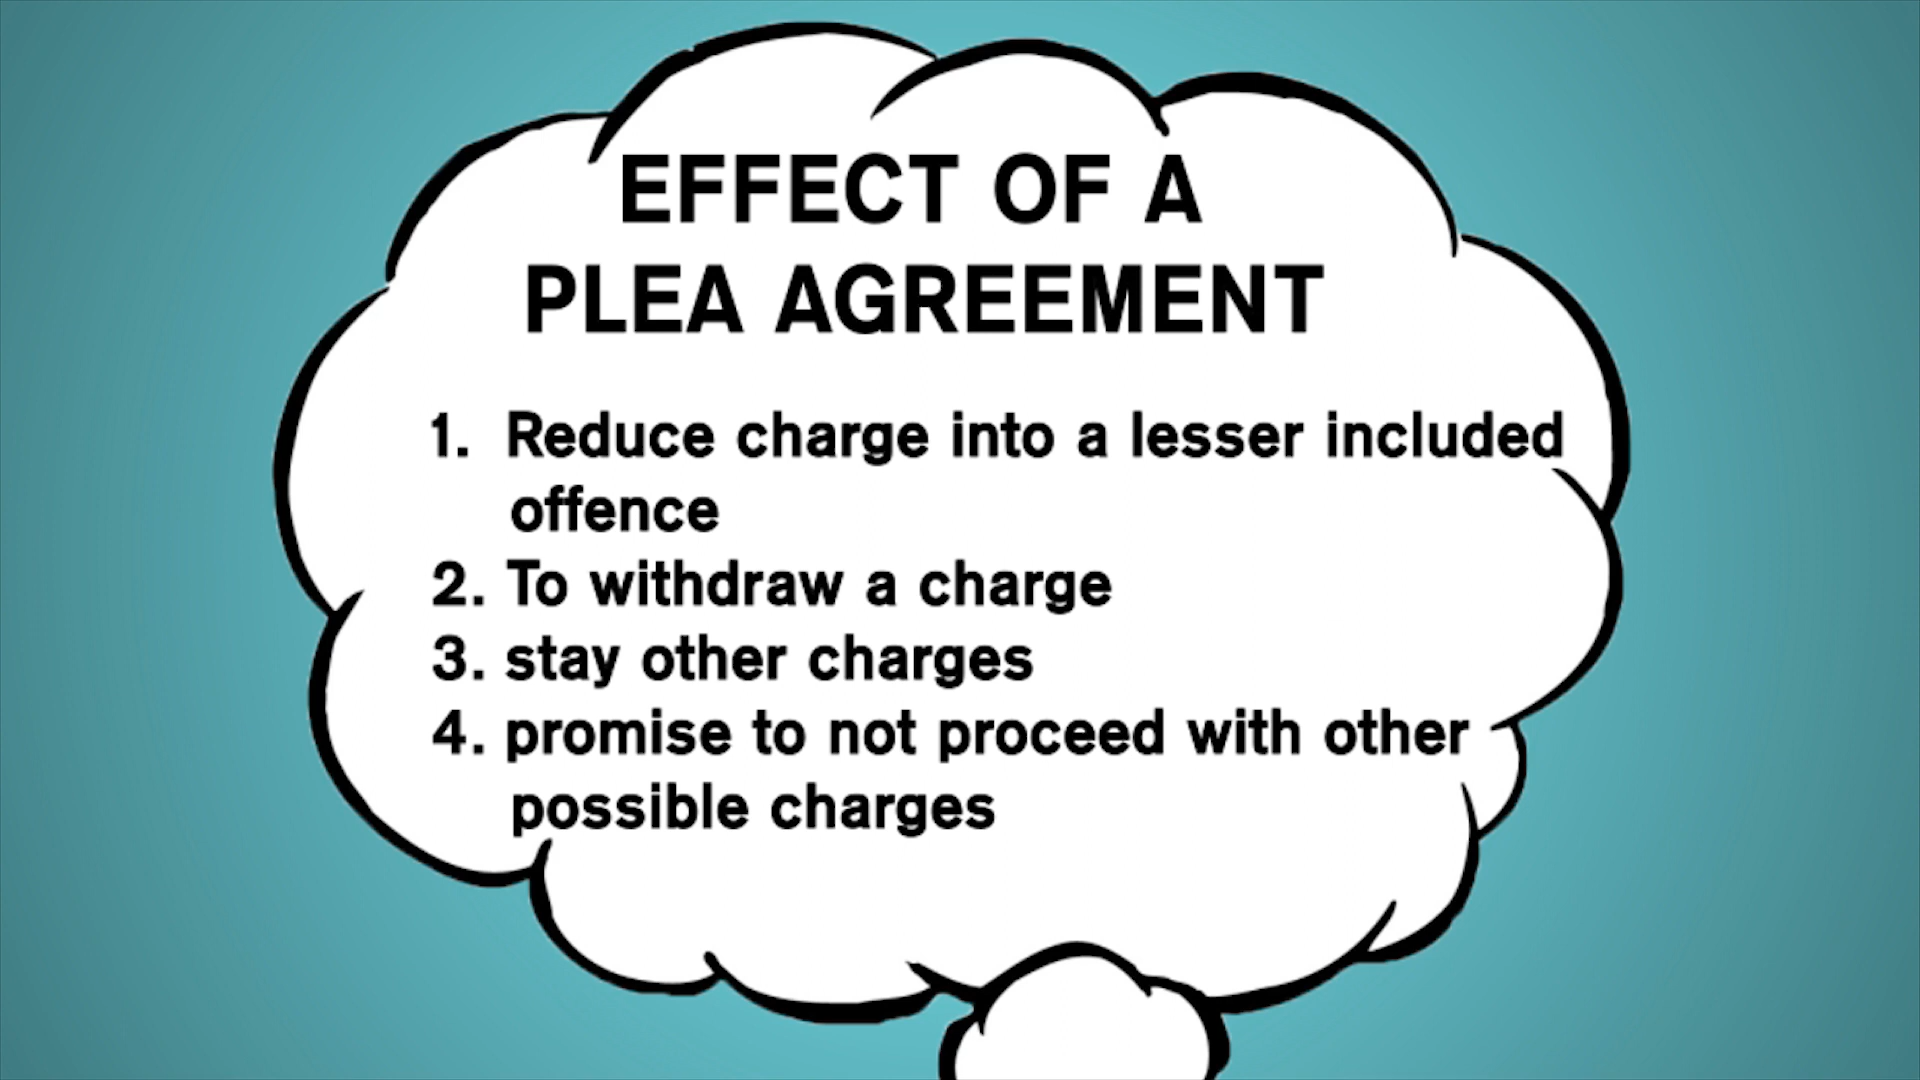 EFFECT OF A
PLEA AGREEMENT
1. Reduce charge into a lesser included
offence
2. To withdraw a charge
3. stay other charges
4. promise to not proceed with other
possible charges